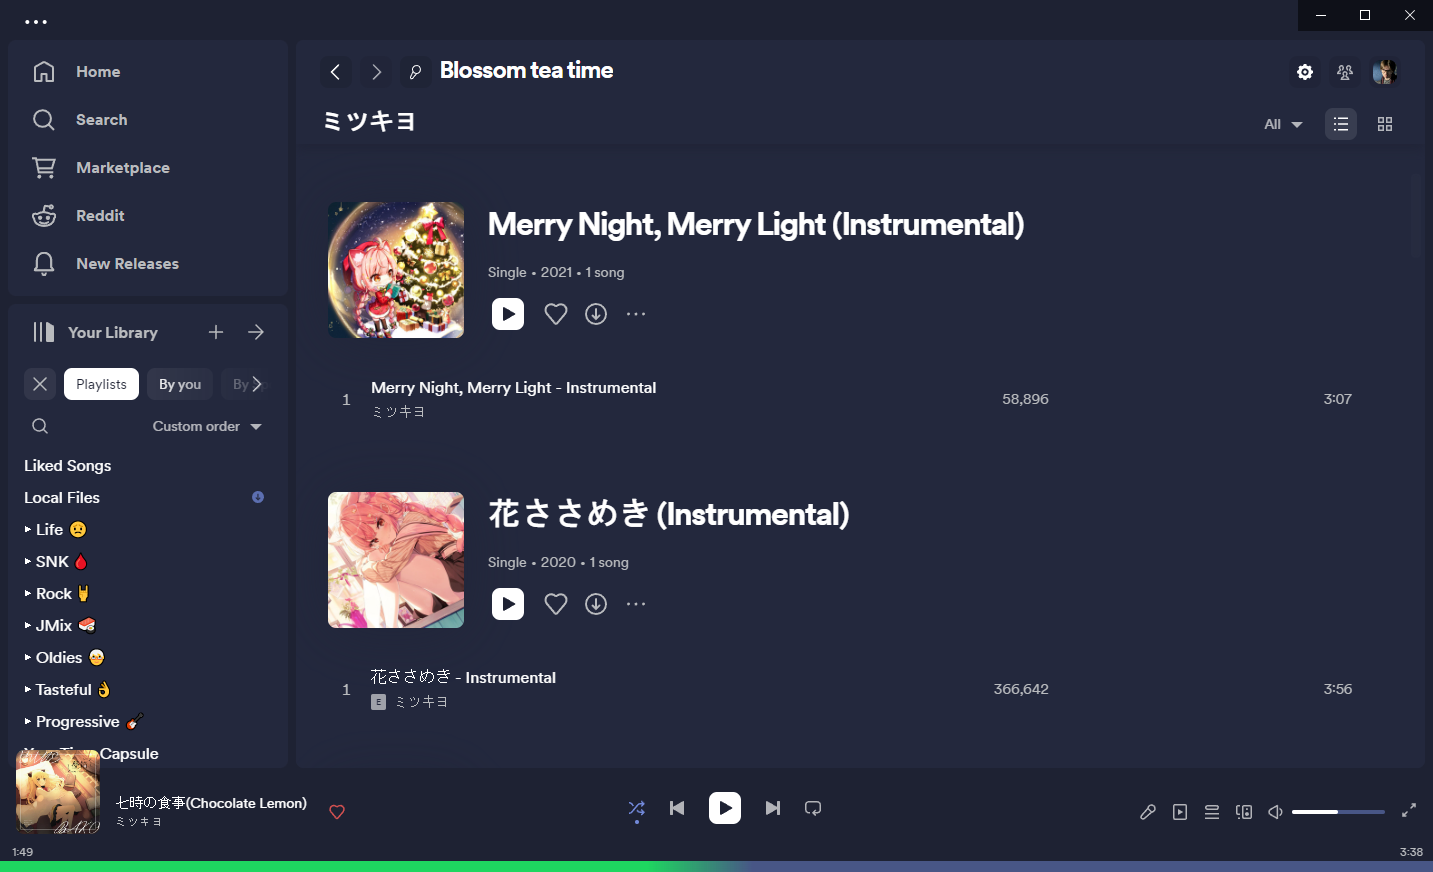 Home
Search
Marketplace
Reddit
New Releases
Your Library
Playlists
By you
By
Custom order
Liked Songs
Local Files
Life
SNK
Rock
JMix
Oldies
Tasteful
Progressive
Capsule
Blossom tea time
ミツキヨ
All
Merry Night, Merry Light (Instrumental)
Single • 2021 • 1 song
1
Merry Night, Merry Light - Instrumental
ミツキヨ
58,896
3:07
花ささめき (Instrumental)
Single • 2020 • 1 song
1
花ささめき - Instrumental
E ミツキヨ
366,642
3:56
七時の食事(Chocolate Lemon)
ミツキヨ
1:49
3:38